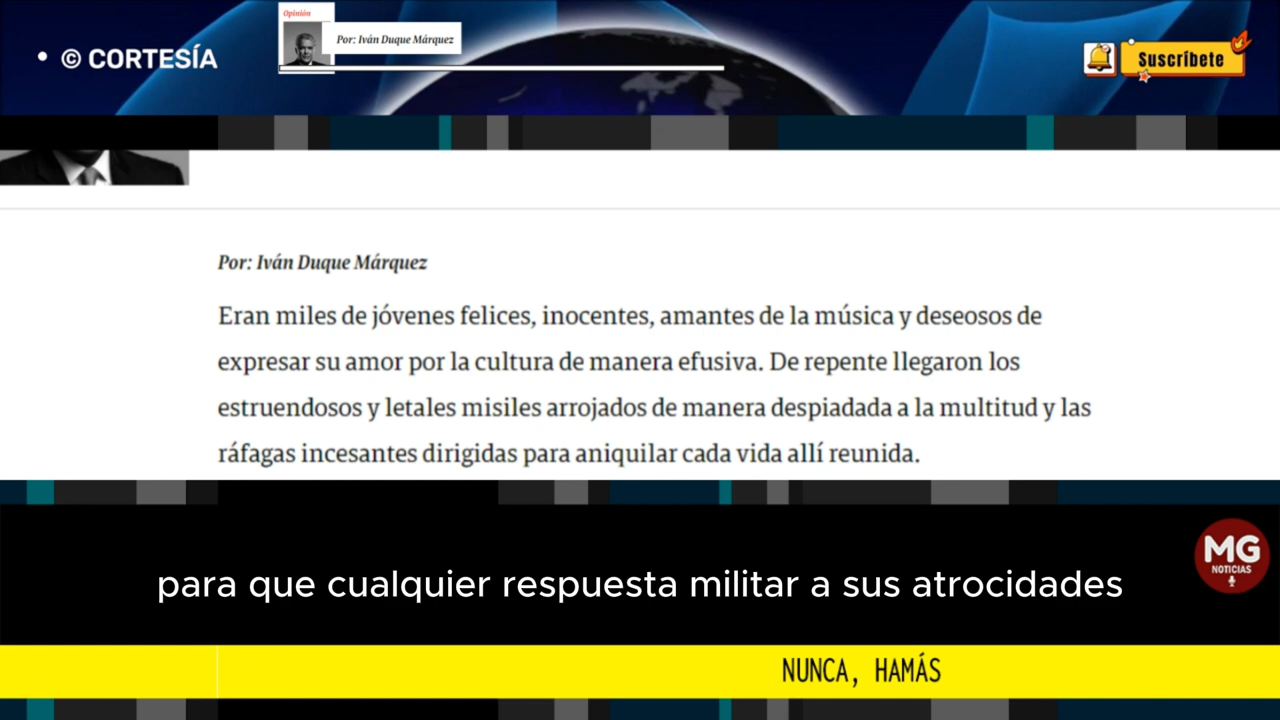 • © CORTESÍA
Opinión
Por: Iván Duque Márquez
Suscríbete
Por: Iván Duque Márquez
Eran miles de jóvenes felices, inocentes, amantes de la música y deseosos de
expresar su amor por la cultura de manera efusiva. De repente llegaron los
estruendosos y letales misiles arrojados de manera despiadada a la multitud y las
ráfagas incesantes dirigidas para aniquilar cada vida allí reunida.
MG
NOTICIAS
para que cualquier respuesta militar a sus atrocidades
NUNCA, HAMÁS